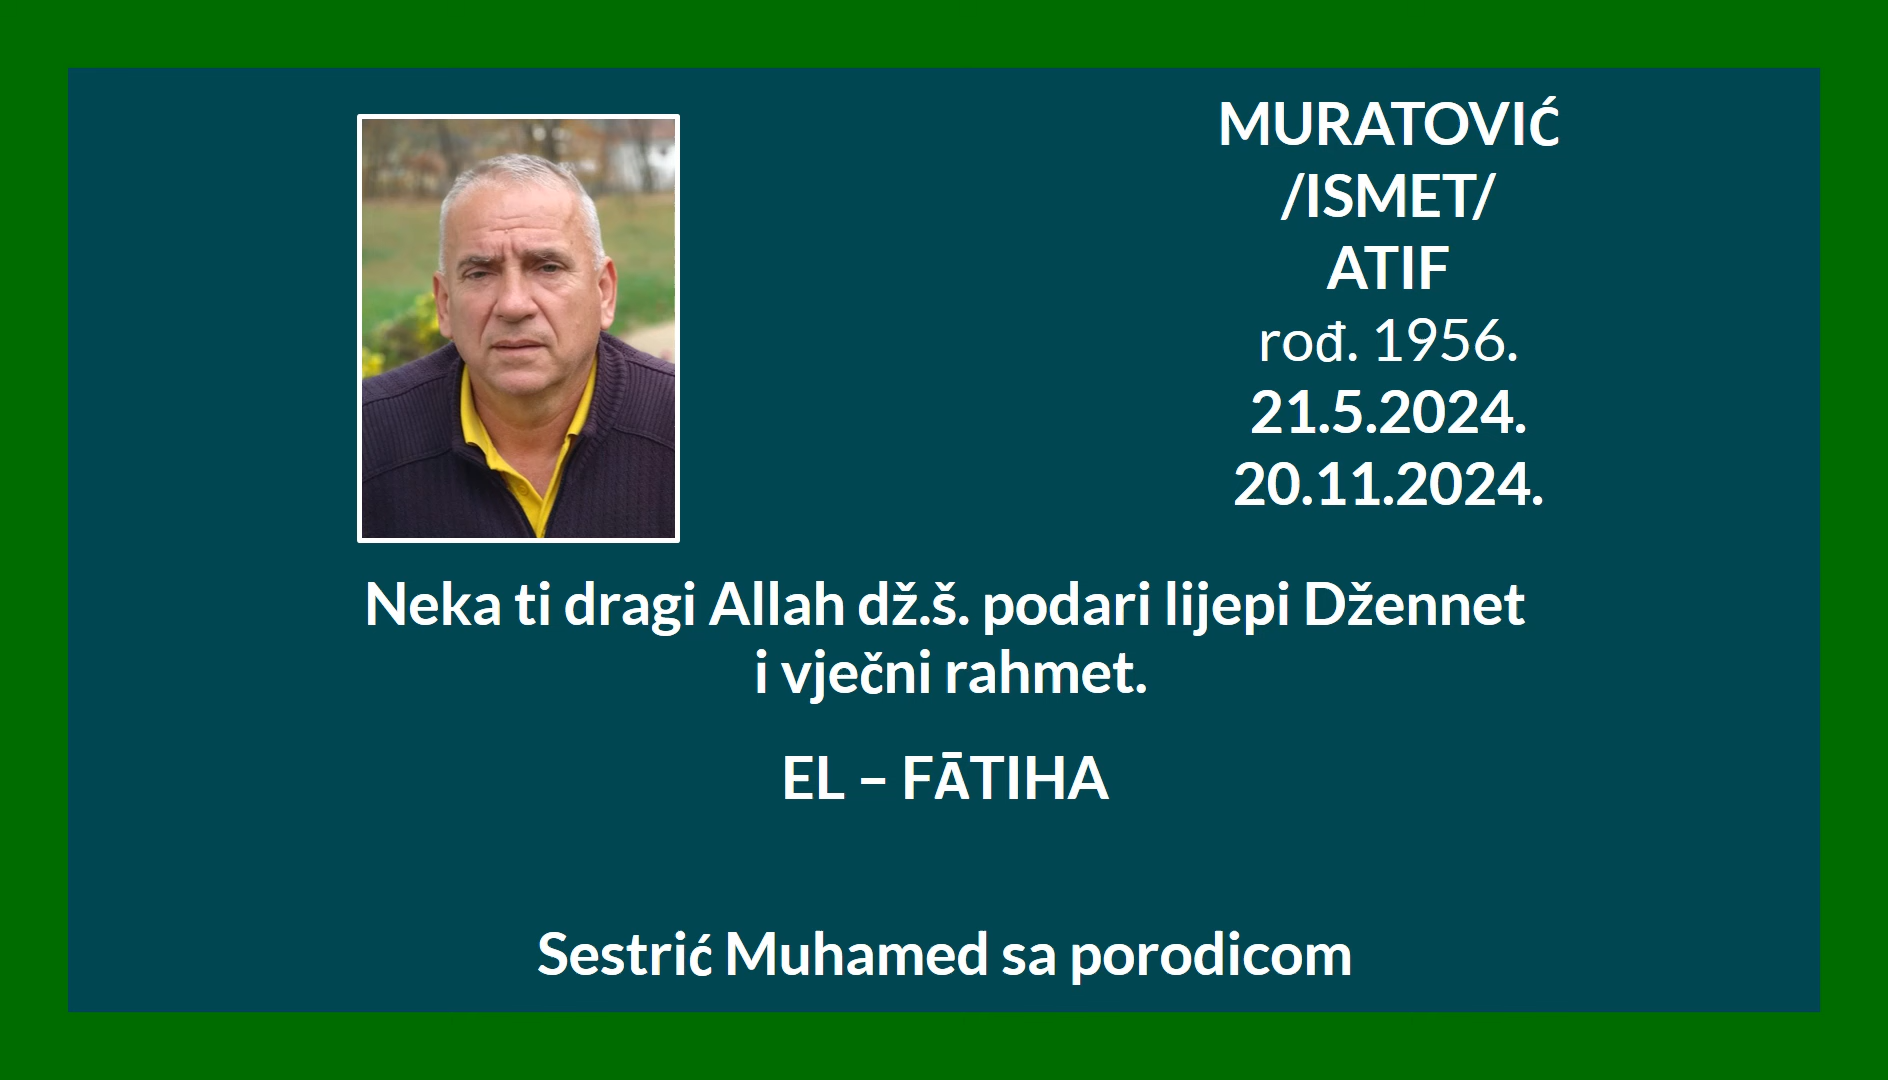 MURATOVIĆ
/ISMET/
ATIF
rođ. 1956.
21.5.2024.
20.11.2024.
Neka ti dragi Allah dž.š. podari lijepi Džennet
i vječni rahmet.
EL – FĀTIHA
Sestrić Muhamed sa porodicom